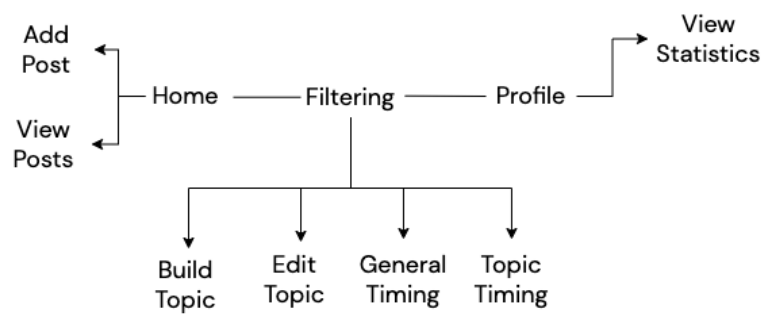 Add
Post
View
Statistics
Home
Filtering
Profile
View
Posts
Build
Topic
Edit
Topic
General
Timing
Topic
Timing